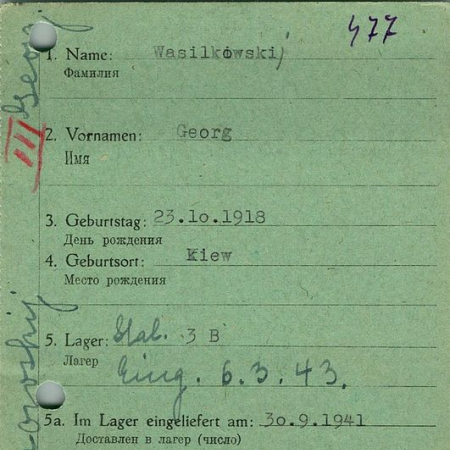 477
1. Name: Wasilkowskij
Фамилия
2. Vornamen: Georg
Имя
III
3. Geburtstag: 23.10.1918
День рождения
4. Geburtsort: Kiew
Место рождения
5. Lager: Stal. 3 B
Лагер
Eing. 6.3.43.
5a. Im Lager eingeliefert am: 30.9.1941
Доставлен в лагер (число)